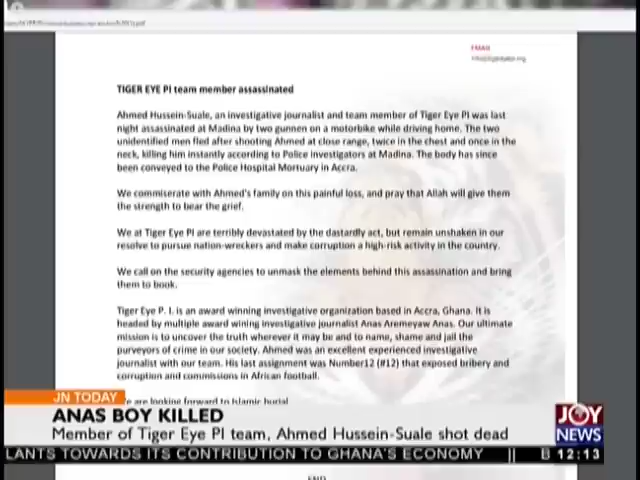 EMAIL
TIGER EYE PI team member assassinated
Ahmed Hussein-Suale, an investigative journalist and team member of Tiger Eye PI was last
night assassinated at Madina by two gunnen on a motorbike while driving home. The two
unidentified men fled after shooting Ahmed at close range, twice in the chest and once in the
neck, killing him instantly according to Police investigators at Madina. The body has since
been conveyed to the Police Hospital Mortuary in Accra.
We commiserate with Ahmed's family on this painful loss, and pray that Allah will give them
the strength to bear the grief.
We at Tiger Eye PI are terribly devastated by the dastardly act, but remain unshaken in our
resolve to pursue nation-wreckers and make corruption a high-risk activity in the country.
We call on the security agencies to unmask the elements behind this assassination and bring
them to book.
Tiger Eye P. I. is an award winning investigative organization based in Accra, Ghana. It is
headed by multiple award wining investigative journalist Anas Aremeyaw Anas. Our ultimate
mission is to uncover the truth wherever it may be and to name, shame and jail the
purveyors of crime in our society. Ahmed was an excellent experienced investigative
journalist with our team. His last assignment was Number12 (#12) that exposed bribery and
corruption and commissions in African football.
are looking forward to Islamic burial
JN TODAY
ANAS BOY KILLED
Member of Tiger Eye PI team, Ahmed Hussein-Suale shot dead
JOY
NEWS
LANTS TOWARDS ITS CONTRIBUTION TO GHANA'S ECONOMY || B 12:13
END